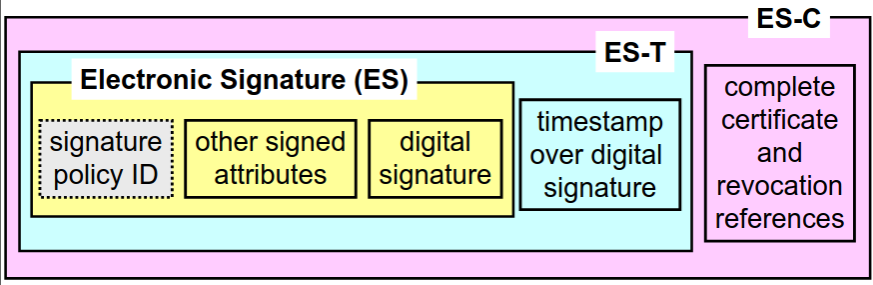 ES-C
ES-T
Electronic Signature (ES)
signature
policy ID
other signed
attributes
digital
signature
timestamp
over digital
signature
complete
certificate
and
revocation
references